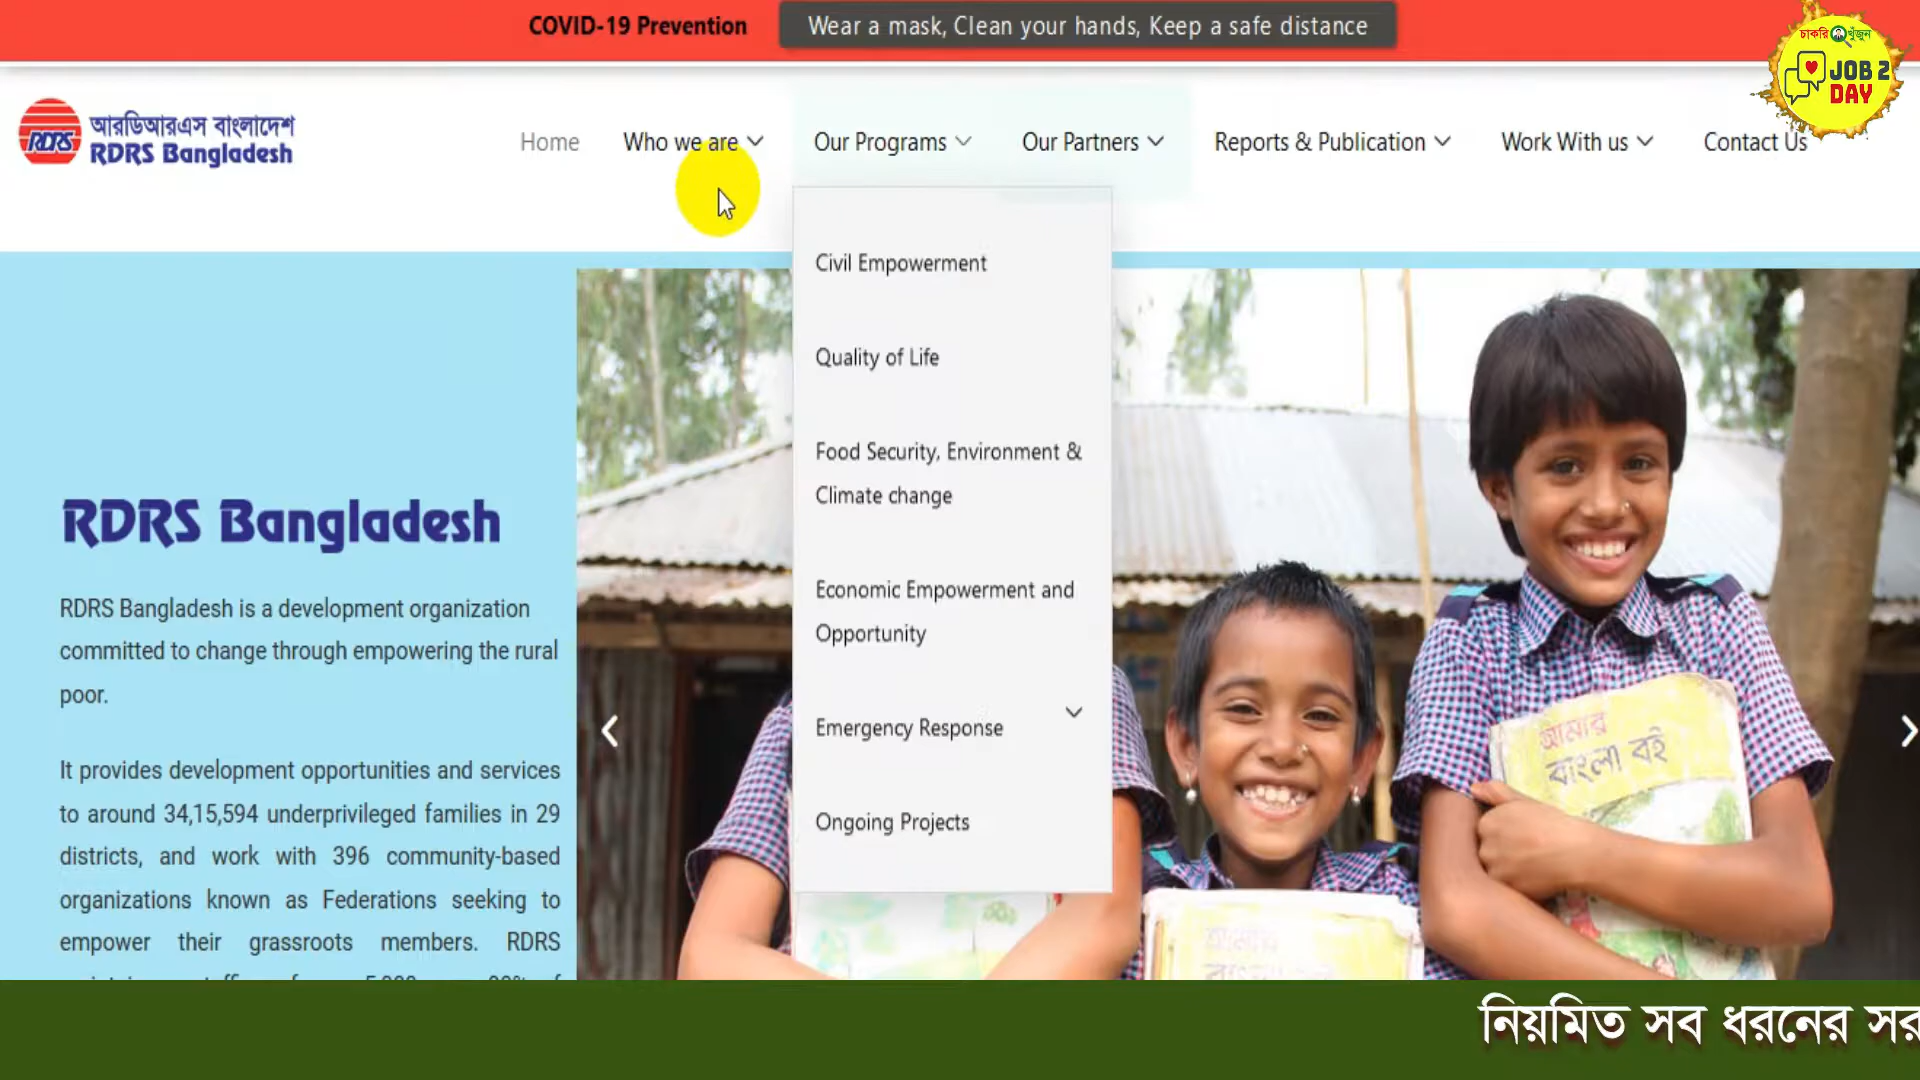 COVID-19 Prevention
Wear a mask, Clean your hands, Keep a safe distance
চাকরি খুঁজুন
JOB 2
DAY
RDRS
আরডিআরএস বাংলাদেশ
RDRS Bangladesh
Home
Who we are
Our Programs
Our Partners
Reports & Publication
Work With us
Contact Us
Civil Empowerment
Quality of Life
Food Security, Environment &
Climate change
Economic Empowerment and
Opportunity
Emergency Response
Ongoing Projects
RDRS Bangladesh
RDRS Bangladesh is a development organization
committed to change through empowering the rural
poor.
It provides development opportunities and services
to around 34,15,594 underprivileged families in 29
districts, and work with 396 community-based
organizations known as Federations seeking to
empower their grassroots members. RDRS
আমার
বাংলা বই
আমার
নিয়মিত সব ধরনের সর